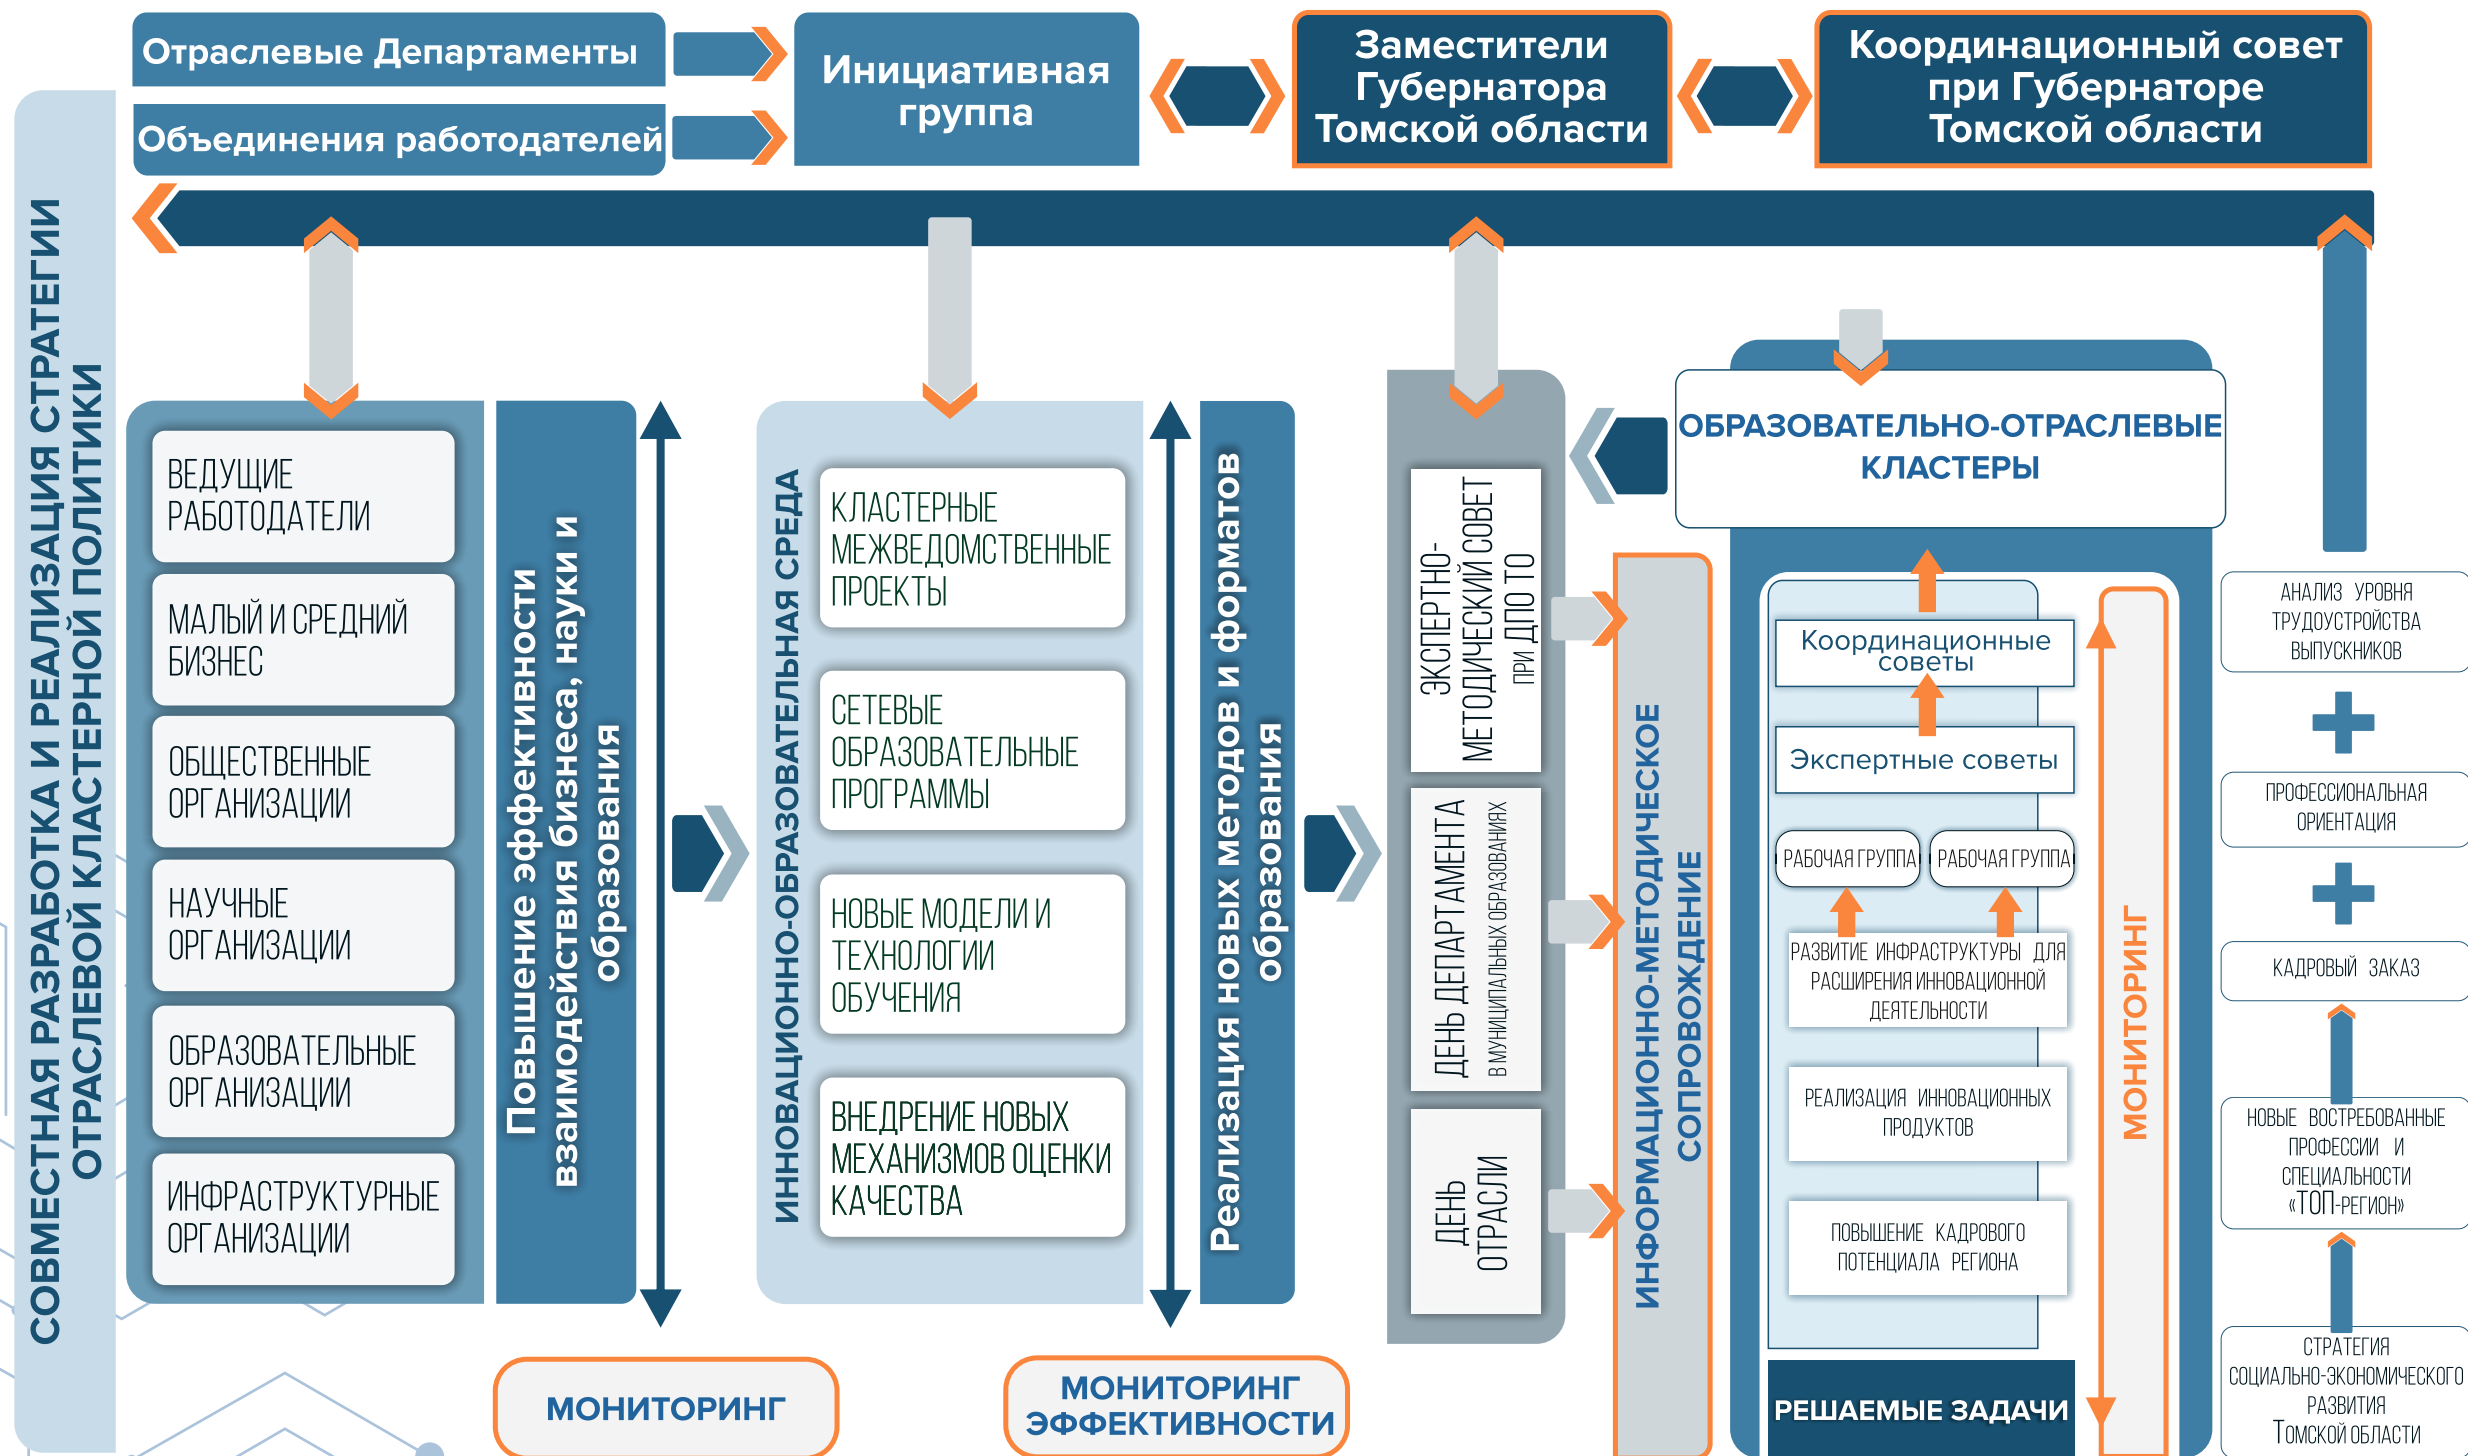 Отраслевые Департаменты
Объединения работодателей
Инициативная
группа
Заместители
Губернатора
Томской области
Координационный совет
при Губернаторе
Томской области
СОВМЕСТНАЯ РАЗРАБОТКА И РЕАЛИЗАЦИЯ СТРАТЕГИИ
ОТРАСЛЕВОЙ КЛАСТЕРНОЙ ПОЛИТИКИ
ВЕДУЩИЕ
РАБОТОДАТЕЛИ
МАЛЫЙ И СРЕДНИЙ
БИЗНЕС
ОБЩЕСТВЕННЫЕ
ОРГАНИЗАЦИИ
НАУЧНЫЕ
ОРГАНИЗАЦИИ
ОБРАЗОВАТЕЛЬНЫЕ
ОРГАНИЗАЦИИ
ИНФРАСТРУКТУРНЫЕ
ОРГАНИЗАЦИИ
Повышение эффективности
взаимодействия бизнеса, науки и
образования
МОНИТОРИНГ
ИННОВАЦИОННО-ОБРАЗОВАТЕЛЬНАЯ СРЕДА
КЛАСТЕРНЫЕ
МЕЖВЕДОМСТВЕННЫЕ
ПРОЕКТЫ
СЕТЕВЫЕ
ОБРАЗОВАТЕЛЬНЫЕ
ПРОГРАММЫ
НОВЫЕ МОДЕЛИ И
ТЕХНОЛОГИИ
ОБУЧЕНИЯ
ВНЕДРЕНИЕ НОВЫХ
МЕХАНИЗМОВ ОЦЕНКИ
КАЧЕСТВА
МОНИТОРИНГ
ЭФФЕКТИВНОСТИ
Реализация новых методов и форматов
образования
ЭКСПЕРТНО-
МЕТОДИЧЕСКИЙ СОВЕТ
ПРИ ДПО ТО
ДЕНЬ ДЕПАРТАМЕНТА
В МУНИЦИПАЛЬНЫХ ОБРАЗОВАНИЯХ
ДЕНЬ
ОТРАСЛИ
ИНФОРМАЦИОННО-МЕТОДИЧЕСКОЕ
СОПРОВОЖДЕНИЕ
ОБРАЗОВАТЕЛЬНО-ОТРАСЛЕВЫЕ
КЛАСТЕРЫ
Координационные
советы
Экспертные советы
РАБОЧАЯ ГРУППА
РАБОЧАЯ ГРУППА
РАЗВИТИЕ ИНФРАСТРУКТУРЫ ДЛЯ
РАСШИРЕНИЯ ИННОВАЦИОННОЙ
ДЕЯТЕЛЬНОСТИ
РЕАЛИЗАЦИЯ ИННОВАЦИОННЫХ
ПРОДУКТОВ
ПОВЫШЕНИЕ КАДРОВОГО
ПОТЕНЦИАЛА РЕГИОНА
РЕШАЕМЫЕ ЗАДАЧИ
МОНИТОРИНГ
АНАЛИЗ УРОВНЯ
ТРУДОУСТРОЙСТВА
ВЫПУСКНИКОВ
ПРОФЕССИОНАЛЬНАЯ
ОРИЕНТАЦИЯ
КАДРОВЫЙ ЗАКАЗ
НОВЫЕ ВОСТРЕБОВАННЫЕ
ПРОФЕССИИ И
СПЕЦИАЛЬНОСТИ
«ТОП-РЕГИОН»
СТРАТЕГИЯ
СОЦИАЛЬНО-ЭКОНОМИЧЕСКОГО
РАЗВИТИЯ
ТОМСКОЙ ОБЛАСТИ